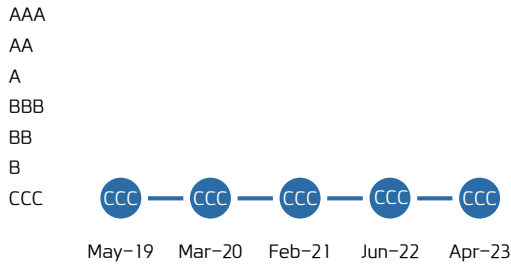 AAA
AA
A
BBB
BB
B
CCC CCC CCC CCC CCC CCC
May-19 Mar-20 Feb-21 Jun-22 Apr-23